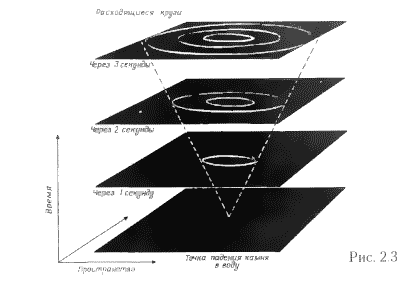 Расходящиеся круги
Через 3 секунды
Через 2 секунды
Через 1 секунду
Время
Пространство
Точка падения камня
в воду
Рис. 2.3